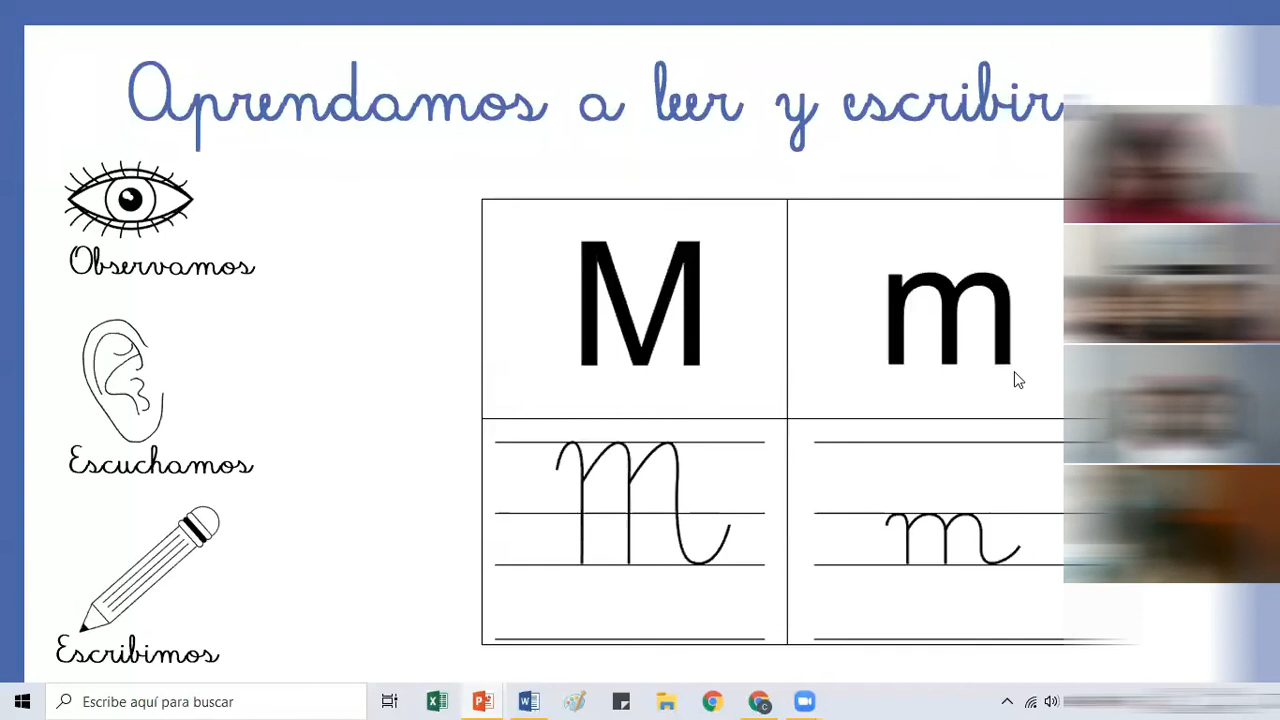 Aprendamos a leer y escribir
Observamos
Escuchamos
Escribimos
M m
M m
Escribe aquí para buscar